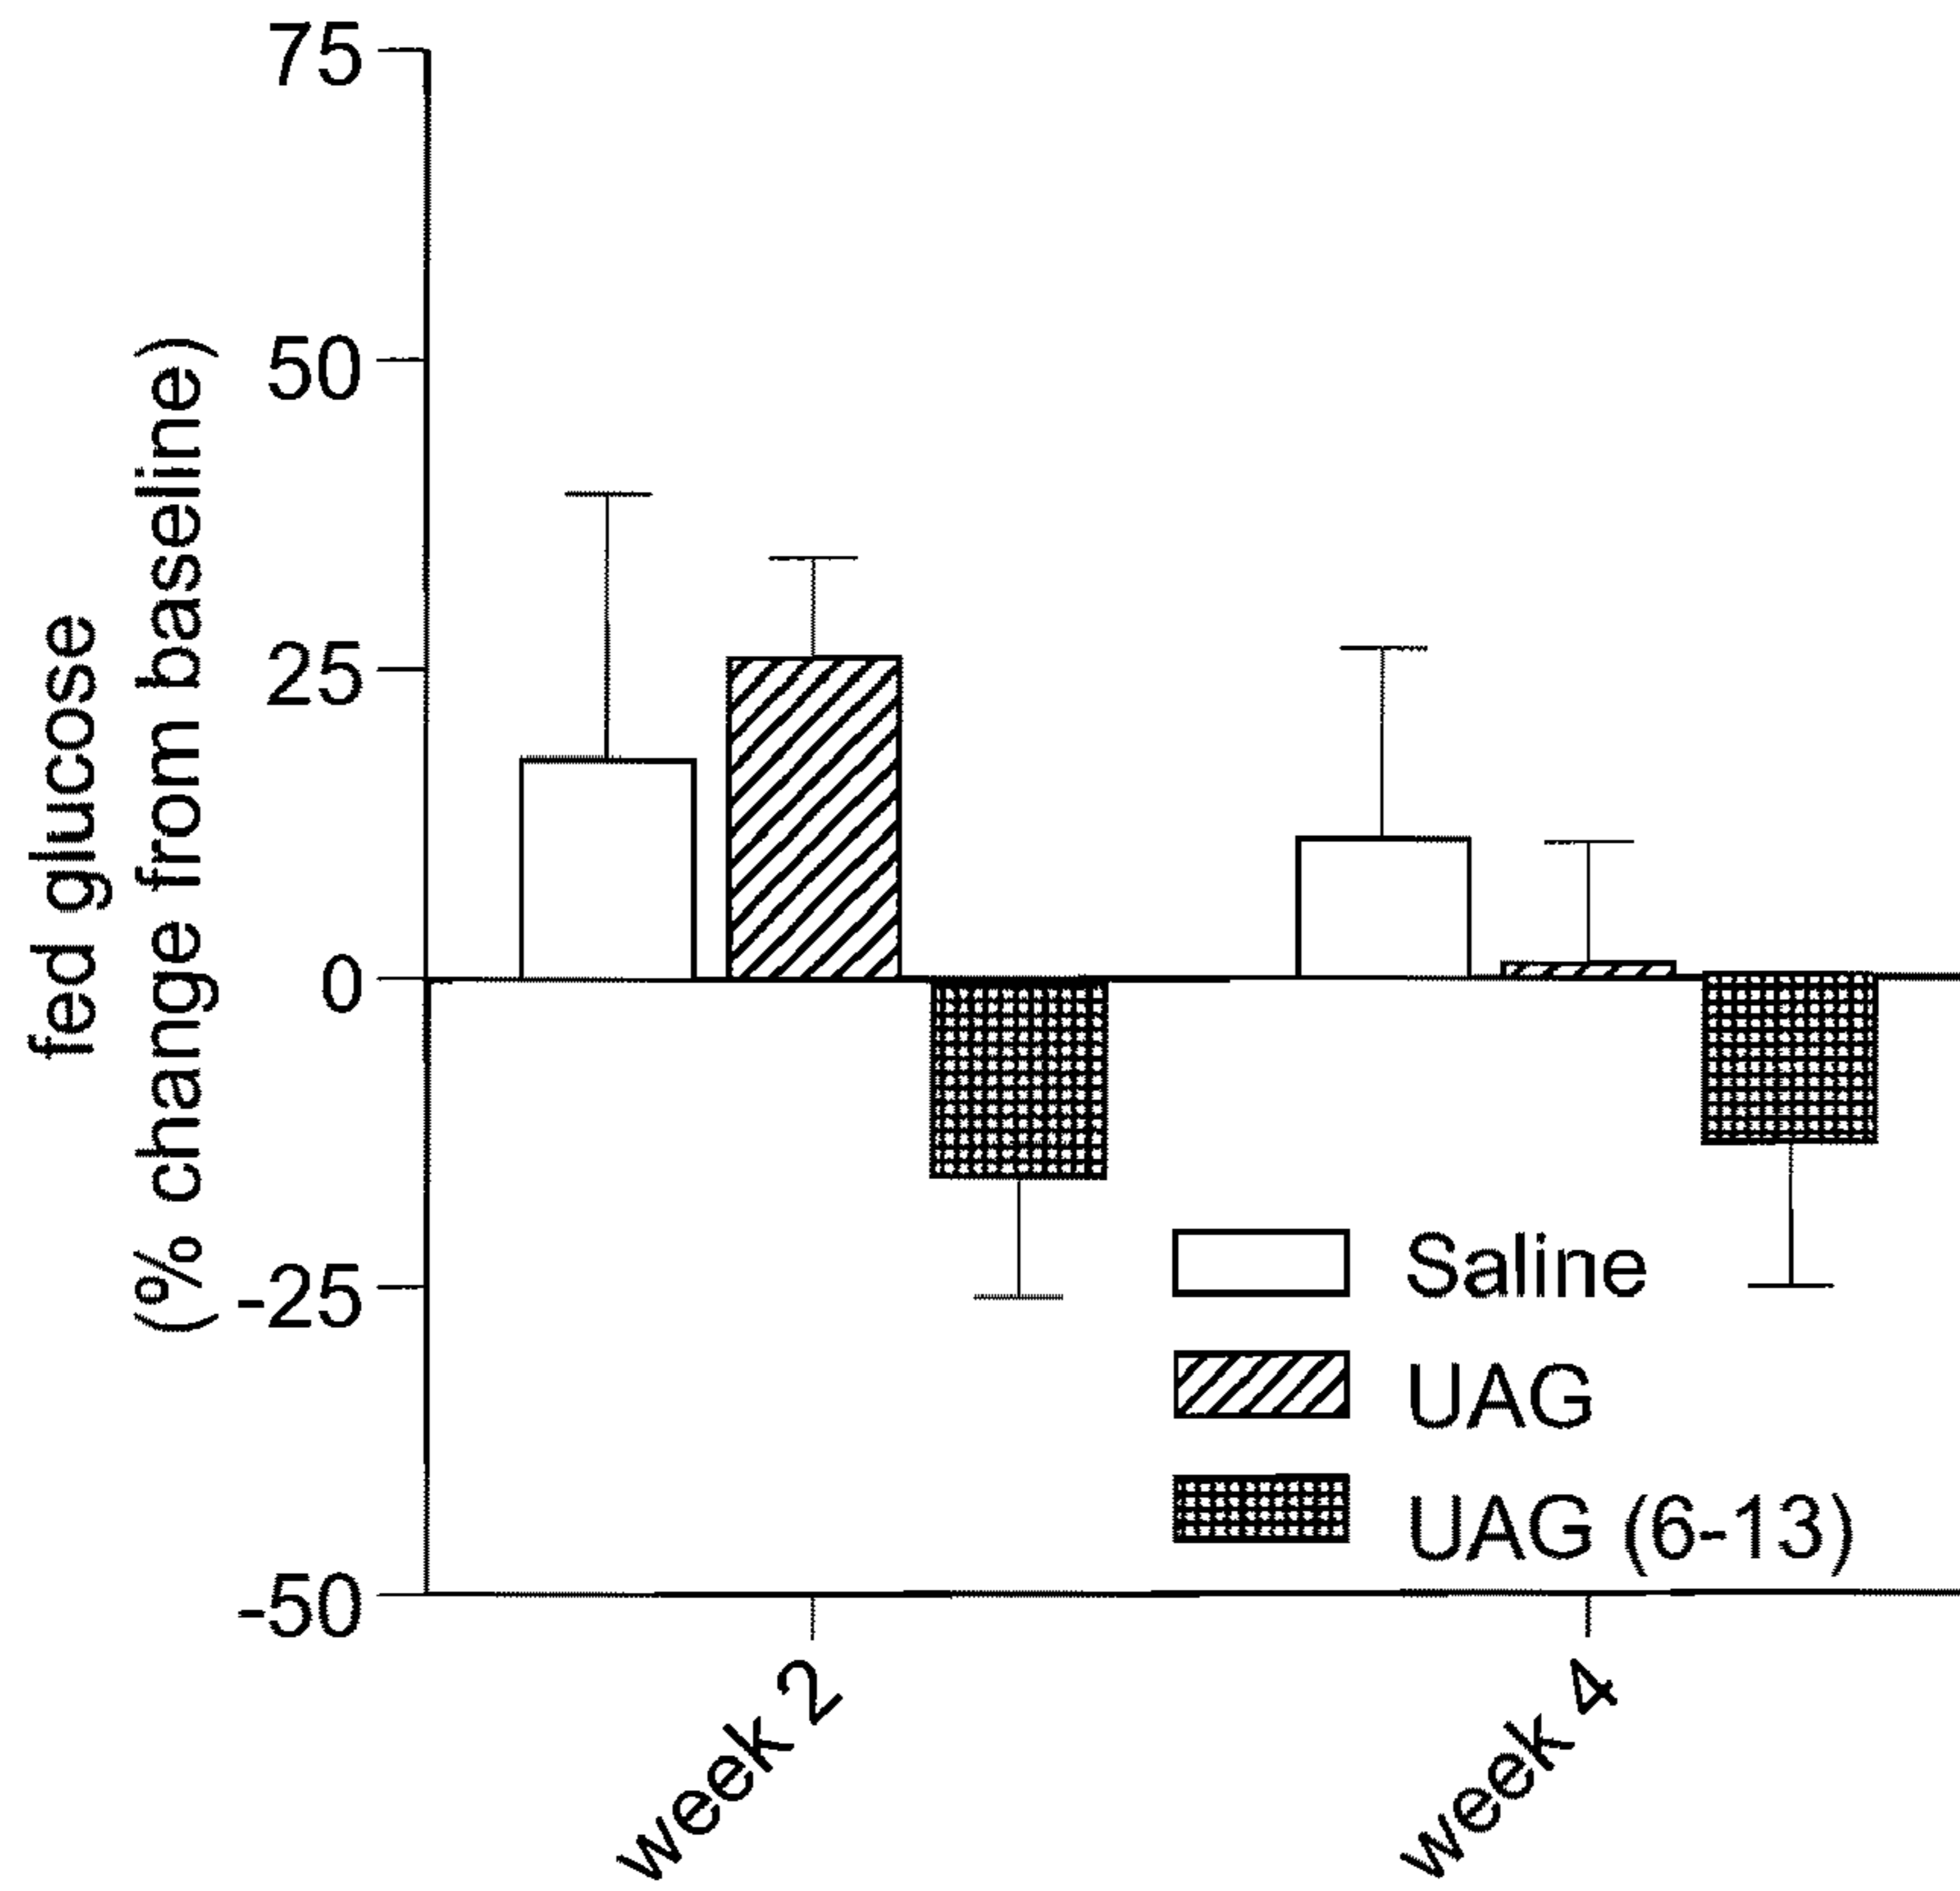 fed glucose
(% change from baseline)
75
50
25
0
-25
-50
Saline
UAG
UAG (6-13)
week 2
week 4